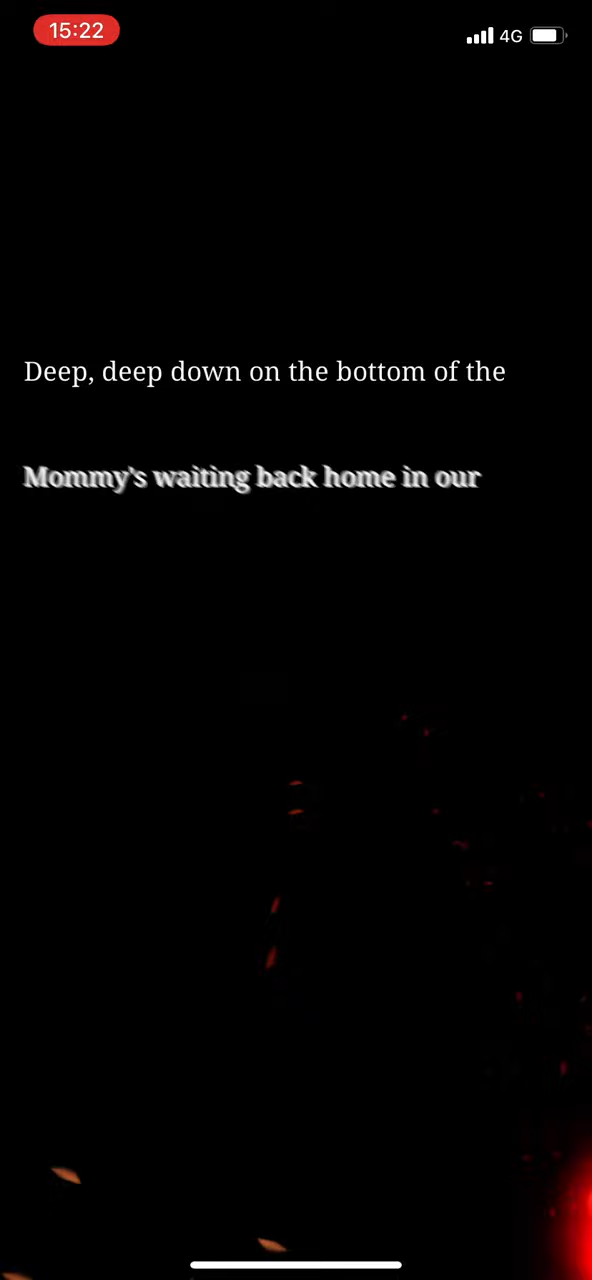 15:22
4G
Deep, deep down on the bottom of the
Mommy's waiting back home in our